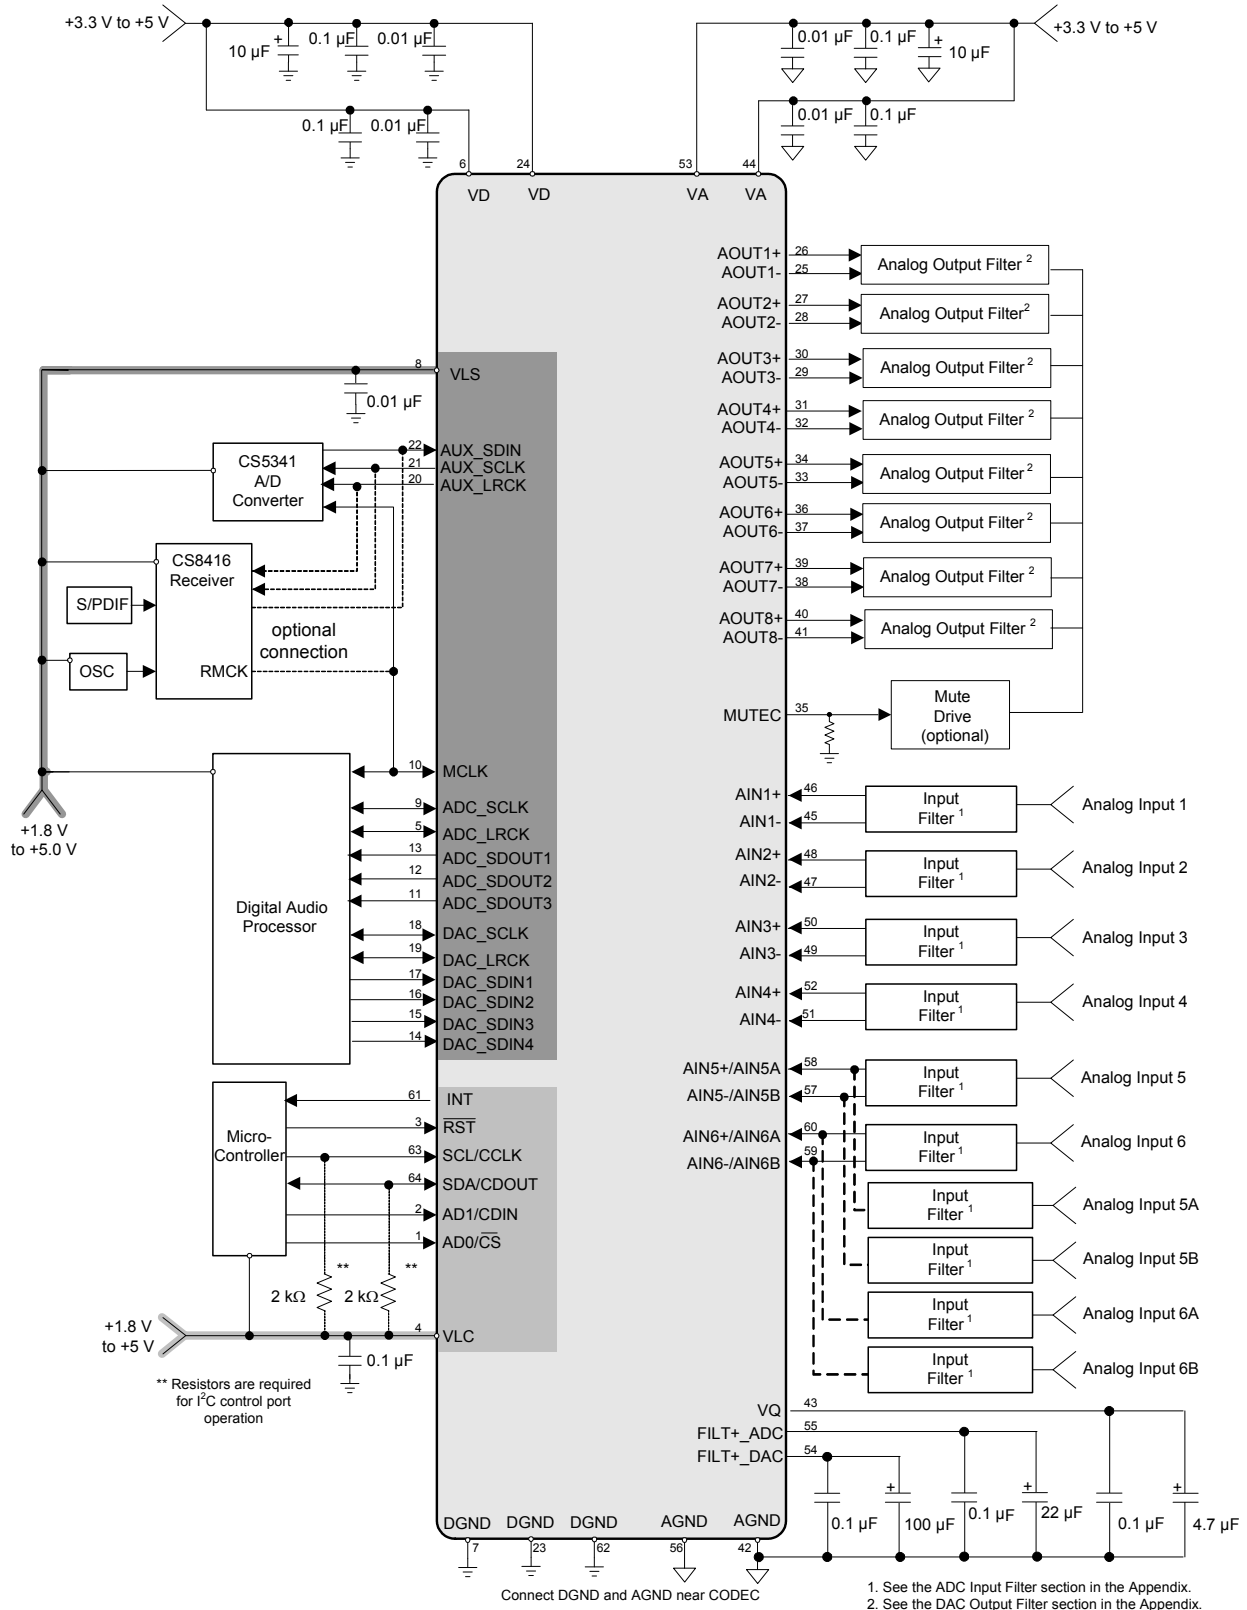 +3.3 V to +5 V
10 µF
+
0.1 µF
0.01 µF
0.1 µF
0.01 µF
0.01 µF
0.1 µF
+
10 µF
+3.3 V to +5 V
0.01 µF
0.1 µF
6
24
53
44
VD
VD
VA
VA
AOUT1+
26
AOUT1-
25
Analog Output Filter 2
AOUT2+
27
AOUT2-
28
Analog Output Filter2
AOUT3+
30
AOUT3-
29
Analog Output Filter 2
AOUT4+
31
AOUT4-
32
Analog Output Filter 2
AOUT5+
34
AOUT5-
33
Analog Output Filter 2
AOUT6+
36
AOUT6-
37
Analog Output Filter 2
AOUT7+
39
AOUT7-
38
Analog Output Filter 2
AOUT8+
40
AOUT8-
41
Analog Output Filter 2
MUTEC
35
Mute
Drive
(optional)
8
VLS
0.01 µF
CS5341
A/D
Converter
22
AUX_SDIN
21
AUX_SCLK
20
AUX_LRCK
CS8416
Receiver
S/PDIF
OSC
RMCK
optional
connection
+1.8 V
to +5.0 V
Digital Audio
Processor
10
MCLK
9
ADC_SCLK
5
ADC_LRCK
13
ADC_SDOUT1
12
ADC_SDOUT2
11
ADC_SDOUT3
18
DAC_SCLK
19
DAC_LRCK
17
DAC_SDIN1
16
DAC_SDIN2
15
DAC_SDIN3
14
DAC_SDIN4
Micro-
Controller
61
INT
3
RST
63
SCL/CCLK
64
SDA/CDOUT
2
AD1/CDIN
1
AD0/CS
**
**
2 kΩ
2 kΩ
+1.8 V
to +5 V
4
VLC
0.1 µF
** Resistors are required
for I2C control port
operation
AIN1+
46
AIN1-
45
Input
Filter 1
Analog Input 1
AIN2+
48
AIN2-
47
Input
Filter 1
Analog Input 2
AIN3+
50
AIN3-
49
Input
Filter 1
Analog Input 3
AIN4+
52
AIN4-
51
Input
Filter 1
Analog Input 4
AIN5+/AIN5A
58
AIN5-/AIN5B
57
Input
Filter 1
Analog Input 5
AIN6+/AIN6A
60
AIN6-/AIN6B
59
Input
Filter 1
Analog Input 6
Input
Filter 1
Analog Input 5A
Input
Filter 1
Analog Input 5B
Input
Filter 1
Analog Input 6A
Input
Filter 1
Analog Input 6B
VQ
43
FILT+_ADC
55
FILT+_DAC
54
0.1 µF
+
100 µF
0.1 µF
+
22 µF
0.1 µF
+
4.7 µF
DGND
DGND
DGND
AGND
AGND
7
23
62
56
42
Connect DGND and AGND near CODEC
1. See the ADC Input Filter section in the Appendix.
2. See the DAC Output Filter section in the Appendix.